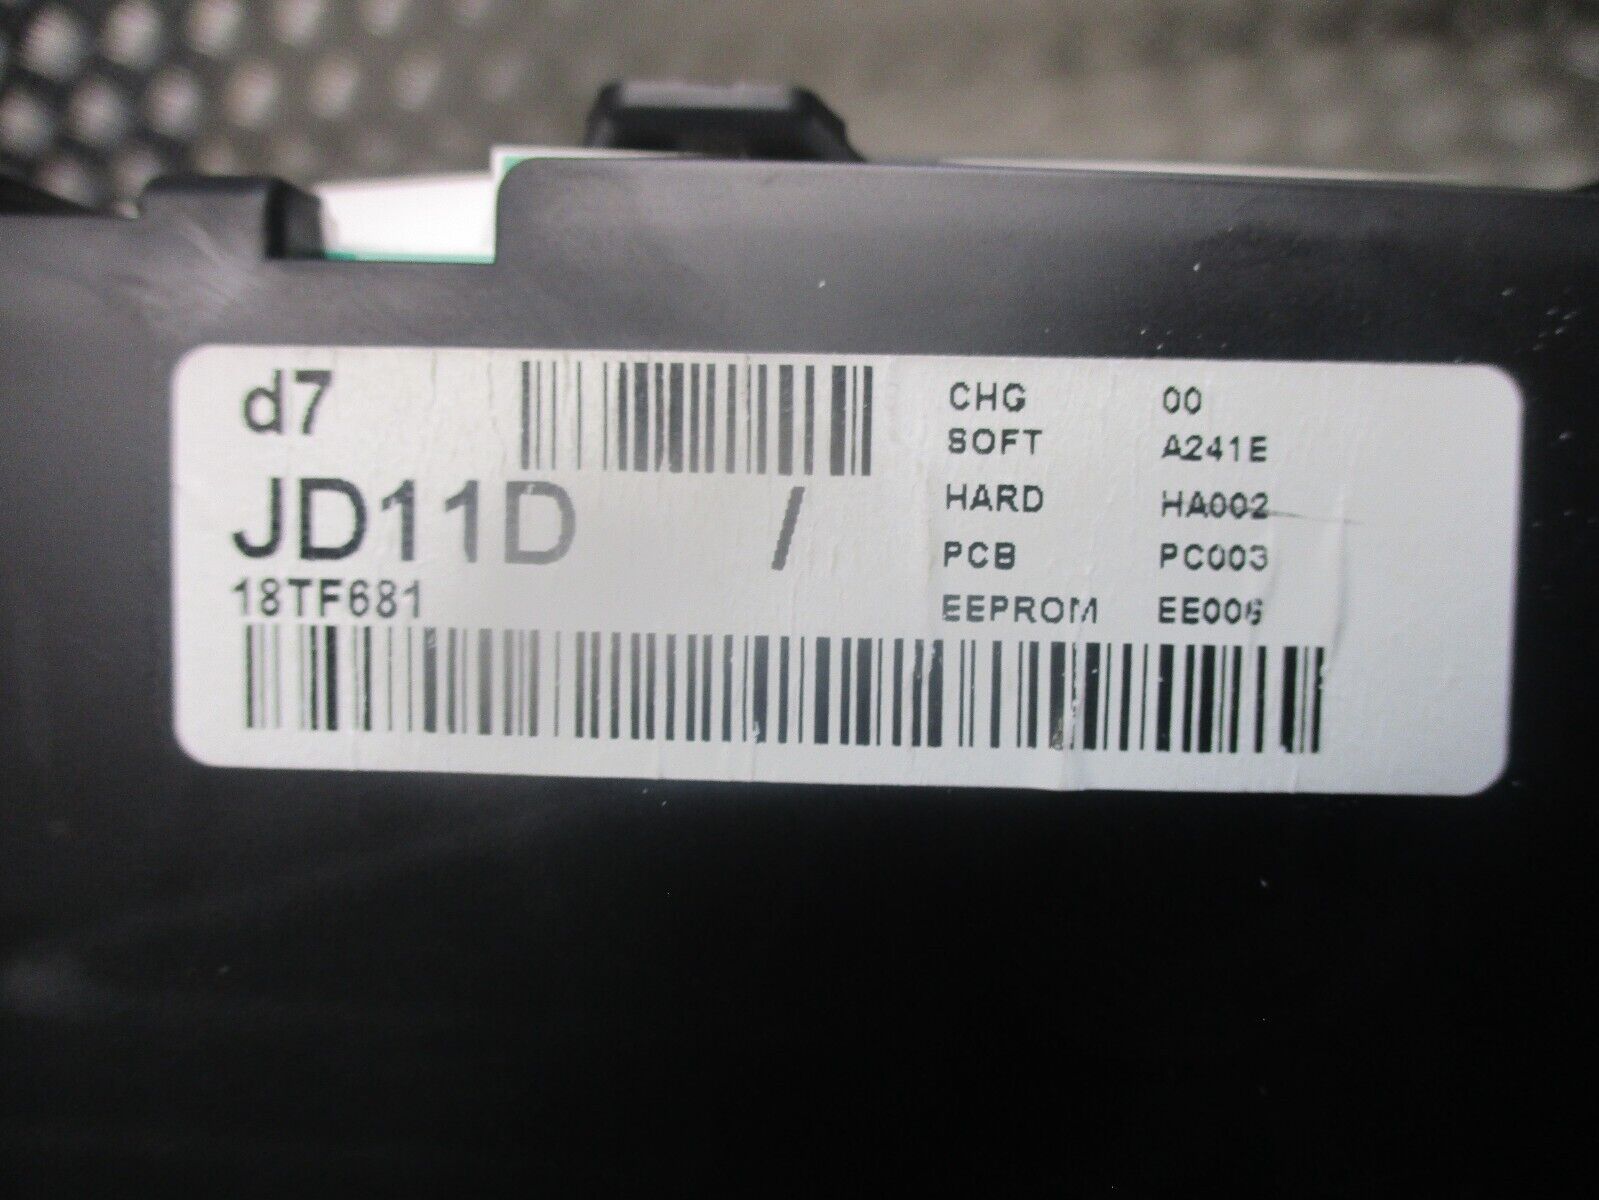 d7
JD11D /
18TF681
CHG 00
SOFT A241E
HARD HA002
PCB PC003
EEPROM EE006